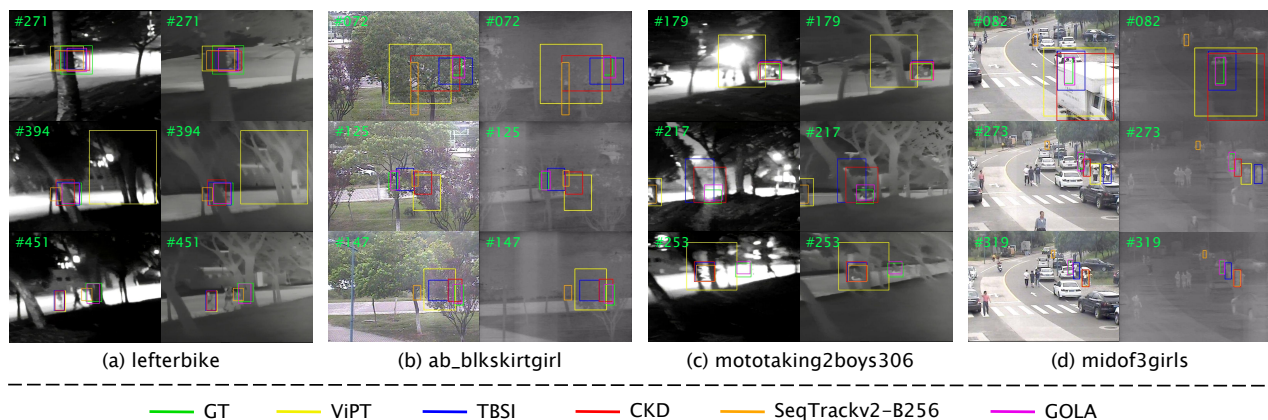 #271 #271 #072 #072 #179 #179 #082 #082
#394 #394 #125 #125 #217 #217 #273 #273
#451 #451 #147 #147 #253 #253 #319 #319
(a) lefterbike (b) ab_blkskirtgirl (c) mototaking2boys306 (d) midof3girls
GT ViPT TBSI CKD SeqTrackv2-B256 GOLA